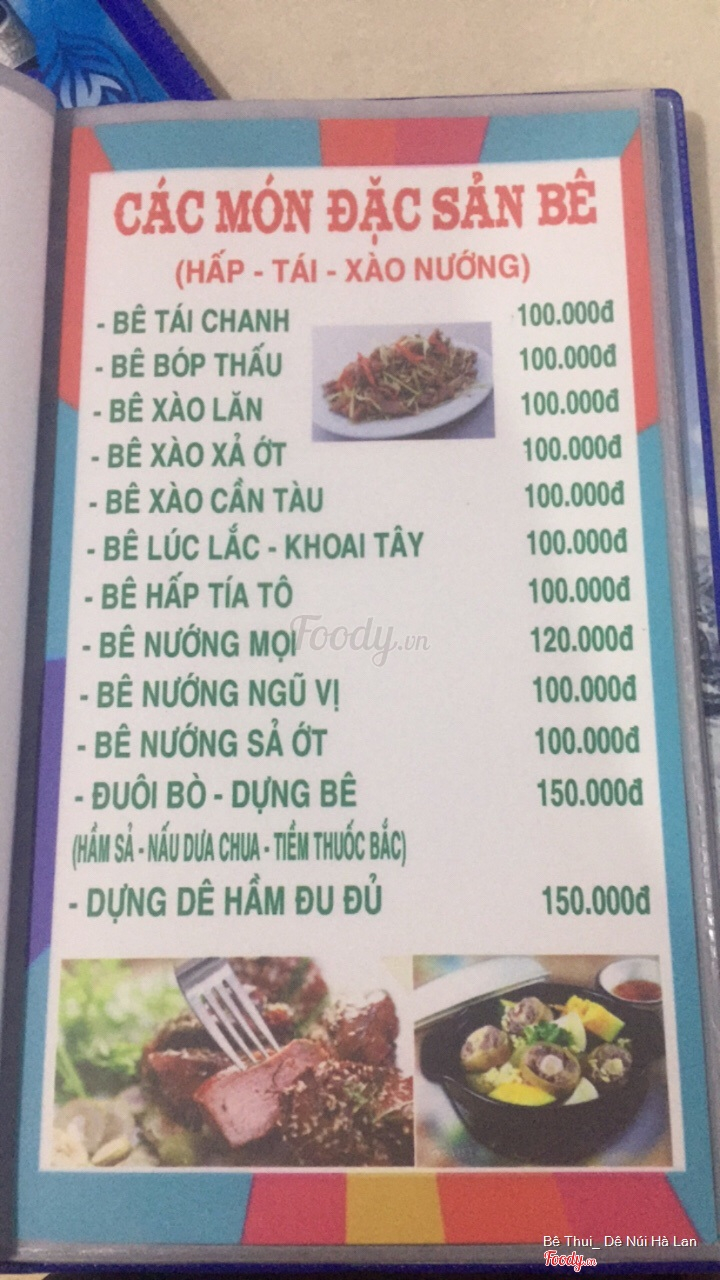 CÁC MÓN ĐẶC SẢN BÊ
(HẤP - TÁI - XÀO NƯỚNG)
- BÊ TÁI CHANH 100.000đ
- BÊ BÓP THẤU 100.000đ
- BÊ XÀO LĂN 100.000đ
- BÊ XÀO XẢ ỚT 100.000đ
- BÊ XÀO CẦN TÀU 100.000đ
- BÊ LÚC LẮC - KHOAI TÂY 100.000đ
- BÊ HẤP TÍA TÔ 100.000đ
- BÊ NƯỚNG MỌI 120.000đ
- BÊ NƯỚNG NGŨ VỊ 100.000đ
- BÊ NƯỚNG SẢ ỚT 100.000đ
- ĐUÔI BÒ - DỰNG BÊ 150.000đ
(HẦM SẢ - NẤU DƯA CHUA - TIỀM THUỐC BẮC)
- DỰNG DÊ HẦM ĐU ĐỦ 150.000đ
Foody.vn
Bê Thui_ Dê Núi Hà Lan
Foody.vn